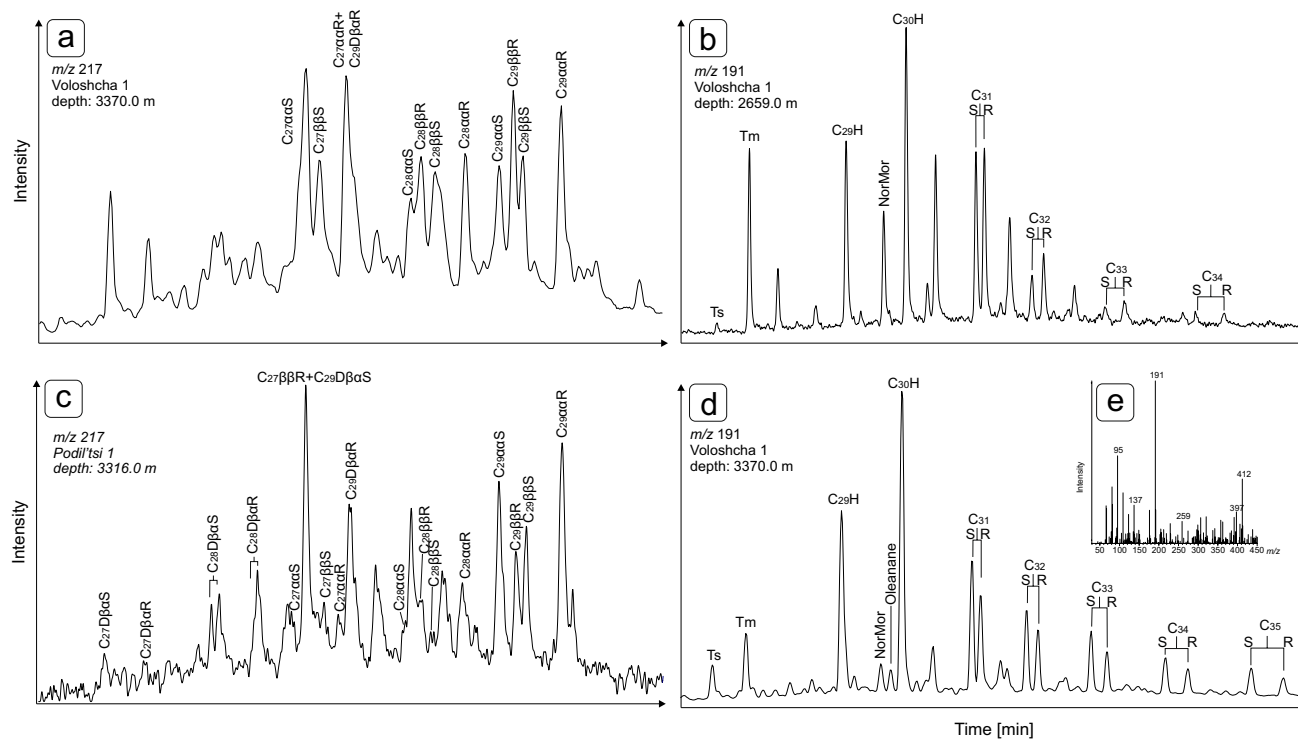 a
m/z 217
Voloshcha 1
depth: 3370.0 m
Intensity
C27ααS
C27ββS
C27ααR+
C29DβαR
C28ααS
C28ββR
C28ββS
C28ααR
C29ααS
C29ββR
C29ββS
C29ααR
b
m/z 191
Voloshcha 1
depth: 2659.0 m
Ts
Tm
C29H
NorMor
C30H
C31
S R
C32
S R
C33
S R
C34
S R
c
m/z 217
Podil'tsi 1
depth: 3316.0 m
Intensity
C27DβαS
C27DβαR
C28DβαS
C28DβαR
C27ααS
C27ββR+C29DβαS
C27ββS
C27ααR
C29DβαR
C28ααS
C28ββR
C28ββS
C28ααR
C29ααS
C29ββR
C29ββS
C29ααR
d
m/z 191
Voloshcha 1
depth: 3370.0 m
Ts
Tm
C29H
NorMor
Oleanane
C30H
C31
S R
C32
S R
C33
S R
C34
S R
C35
S R
Time [min]
e
Intensity
191
95
137
259
397
412
50 100 150 200 250 300 350 400 450 m/z